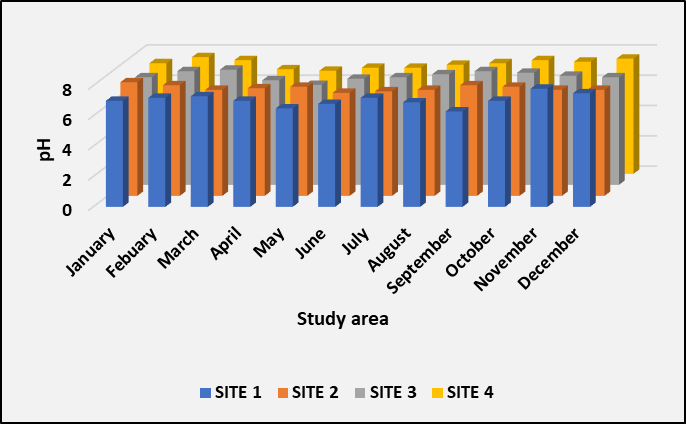 8
6
4
2
0
pH
January
Febuary
March
April
May
June
July
August
September
October
November
December
Study area
SITE 1 SITE 2 SITE 3 SITE 4